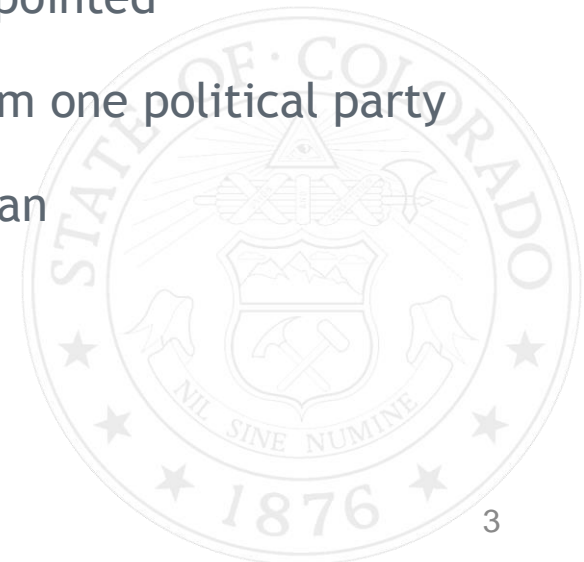 pointed
m one political party
an
STATE OF COLORADO
NIL SINE NUMINE
1876
3